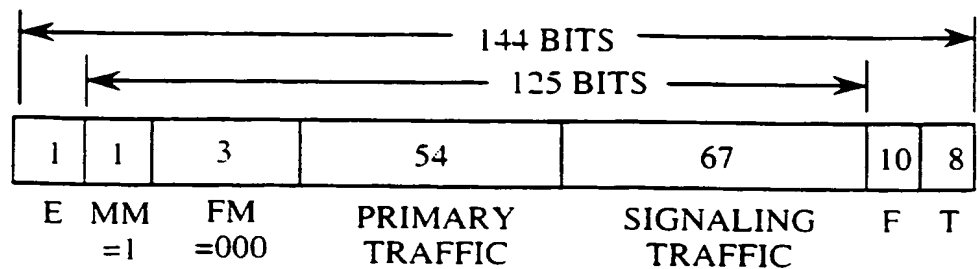 144 BITS
125 BITS
1 1 3 54 67 10 8
E MM =1 FM =000 PRIMARY TRAFFIC SIGNALING TRAFFIC F T